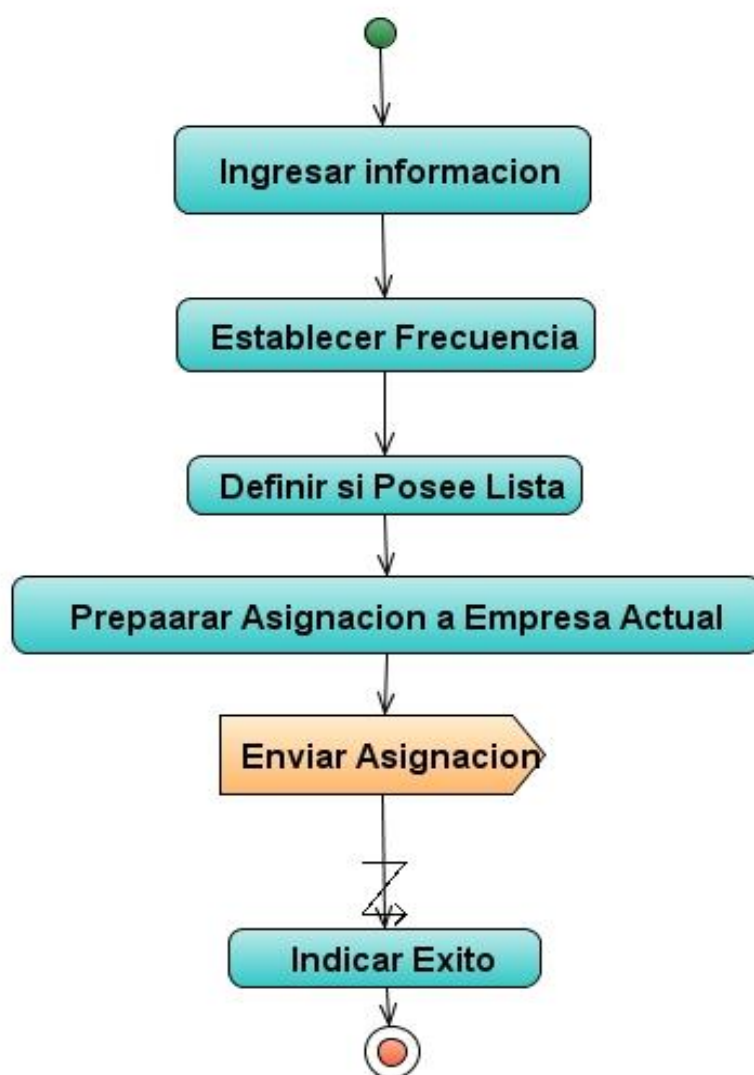 Ingresar informacion
Establecer Frecuencia
Definir si Posee Lista
Prepaarar Asignacion a Empresa Actual
Enviar Asignacion
Indicar Exito